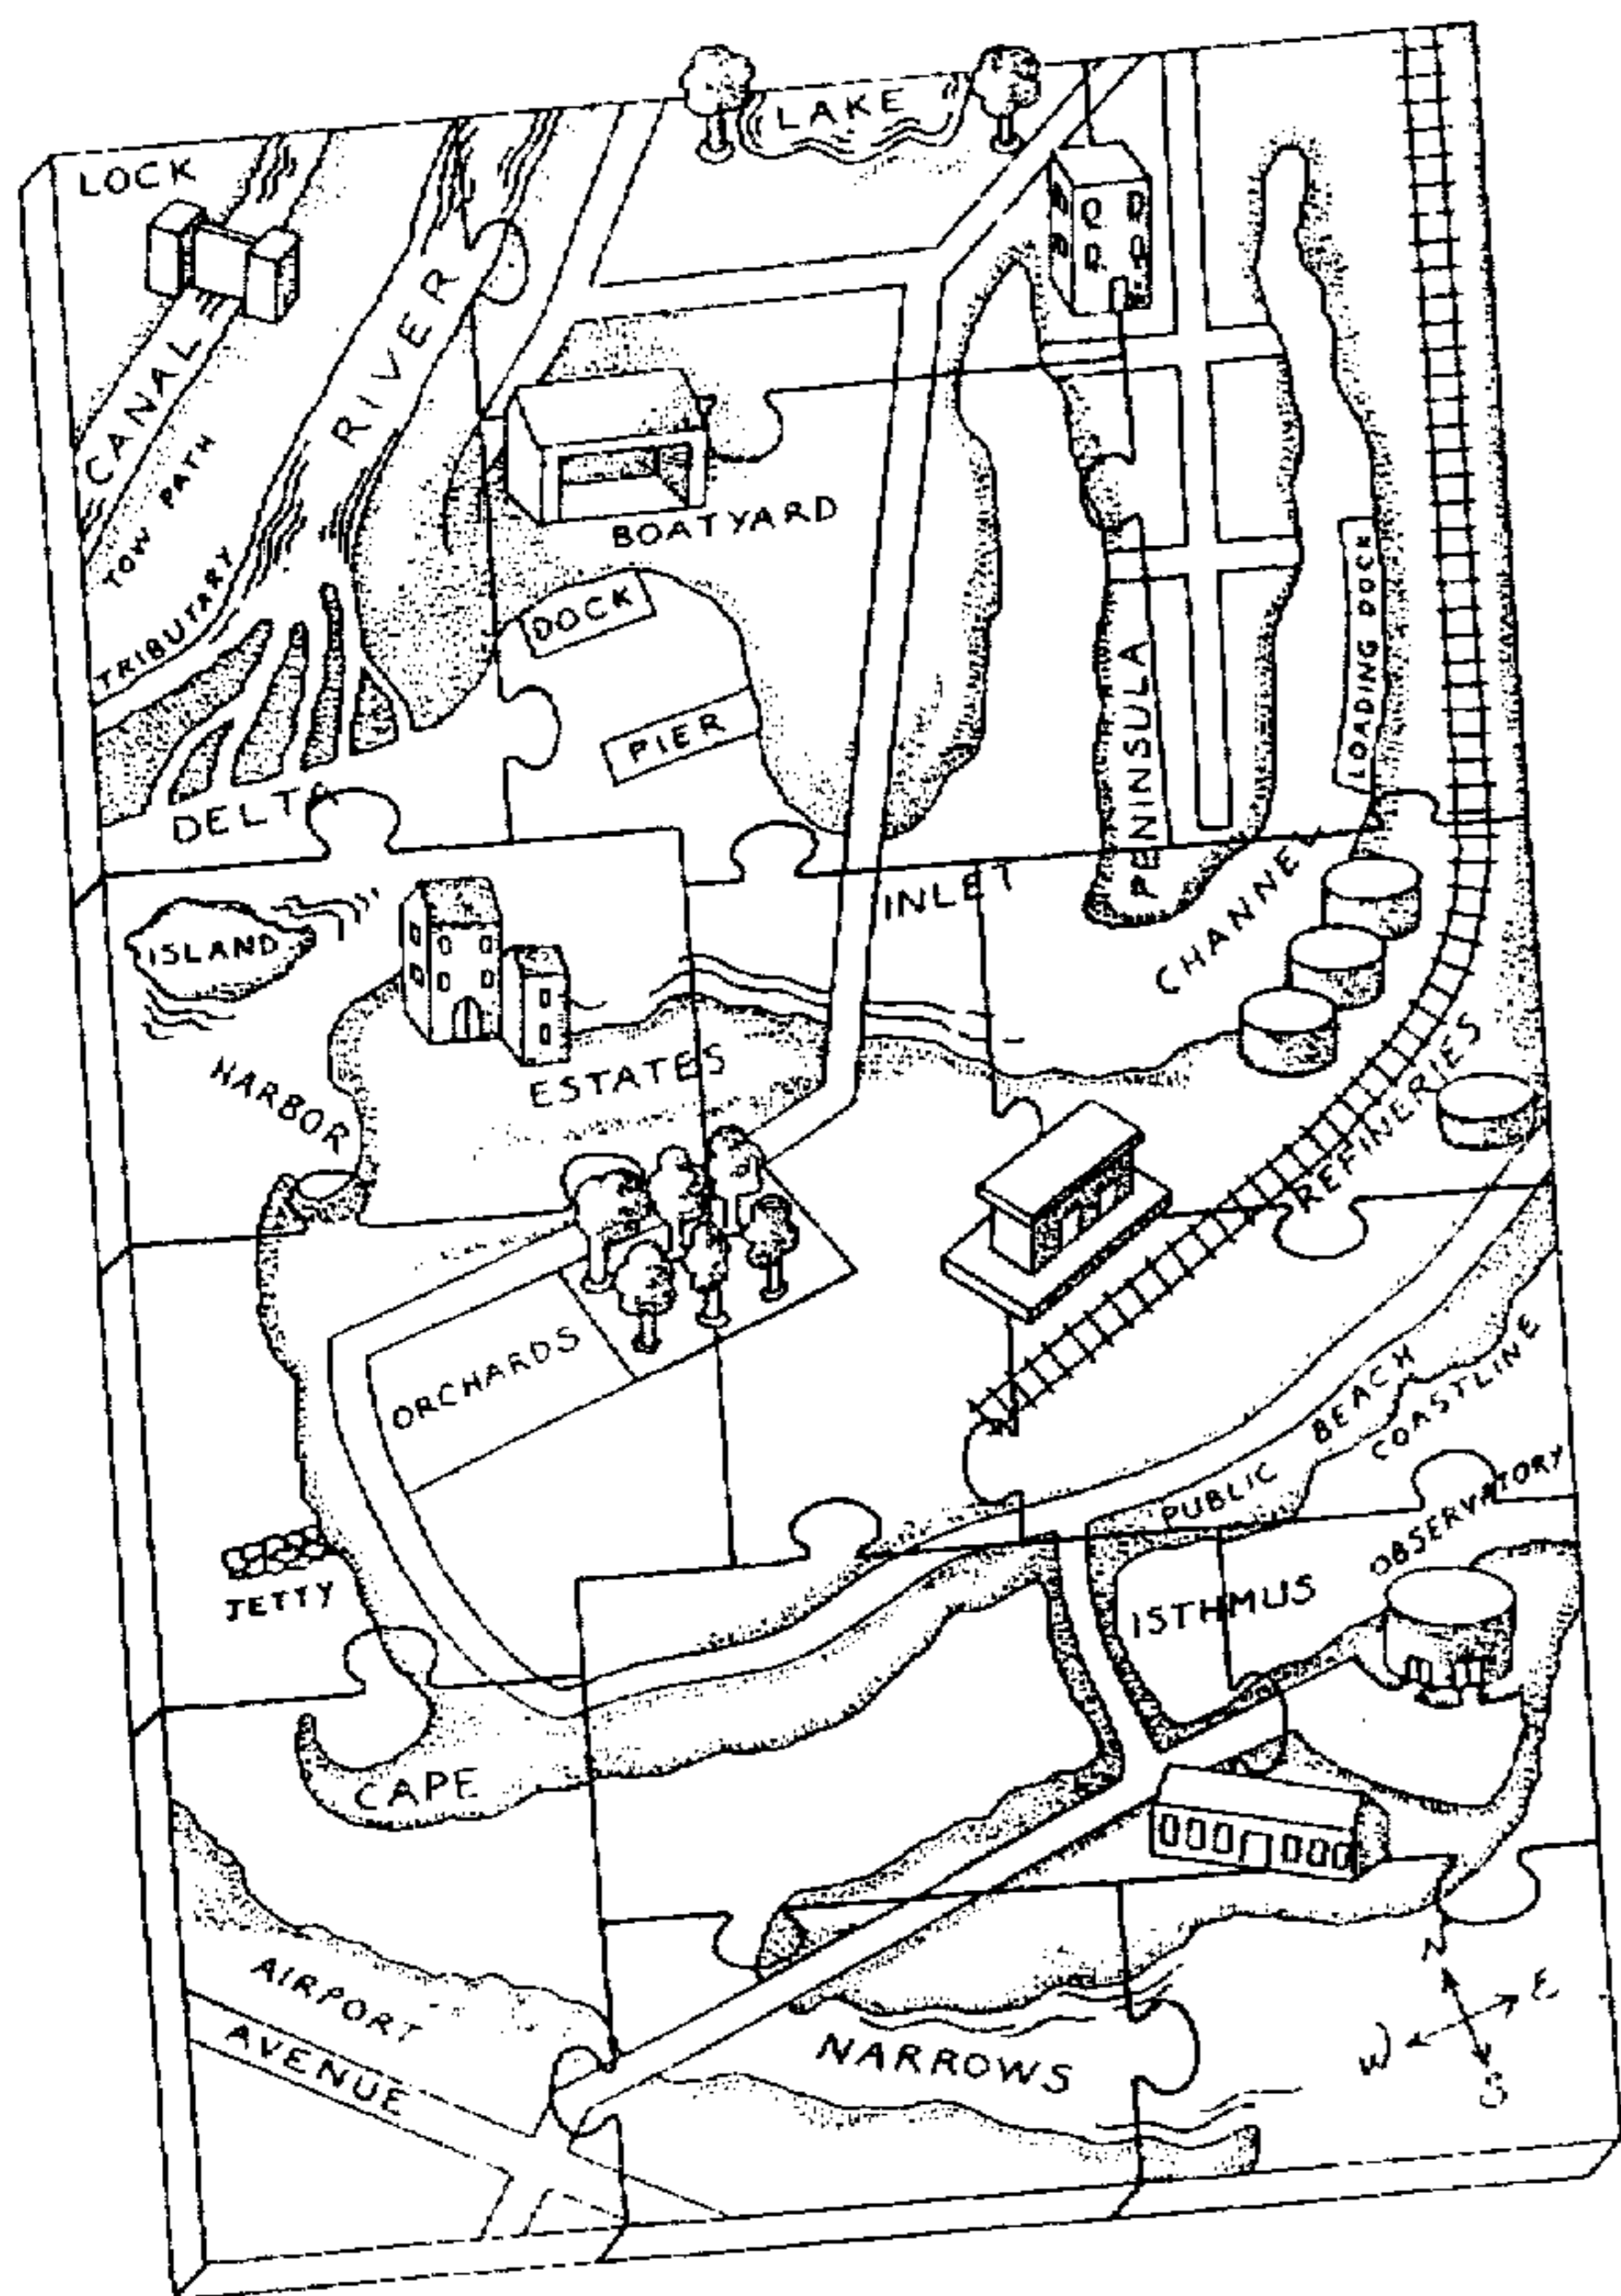 LAKE
LOCK
CANAL
TOW PATH
RIVER
TRIBUTARY
BOATYARD
DOCK
PIER
DELTA
PENINSULA
LOADING DOCK
INLET
CHANNEL
ISLAND
HARBOR
ESTATES
REFINERIES
ORCHARDS
PUBLIC BEACH
COASTLINE
JETTY
OBSERVATORY
ISTHMUS
CAPE
AIRPORT
AVENUE
NARROWS
N
W E
S